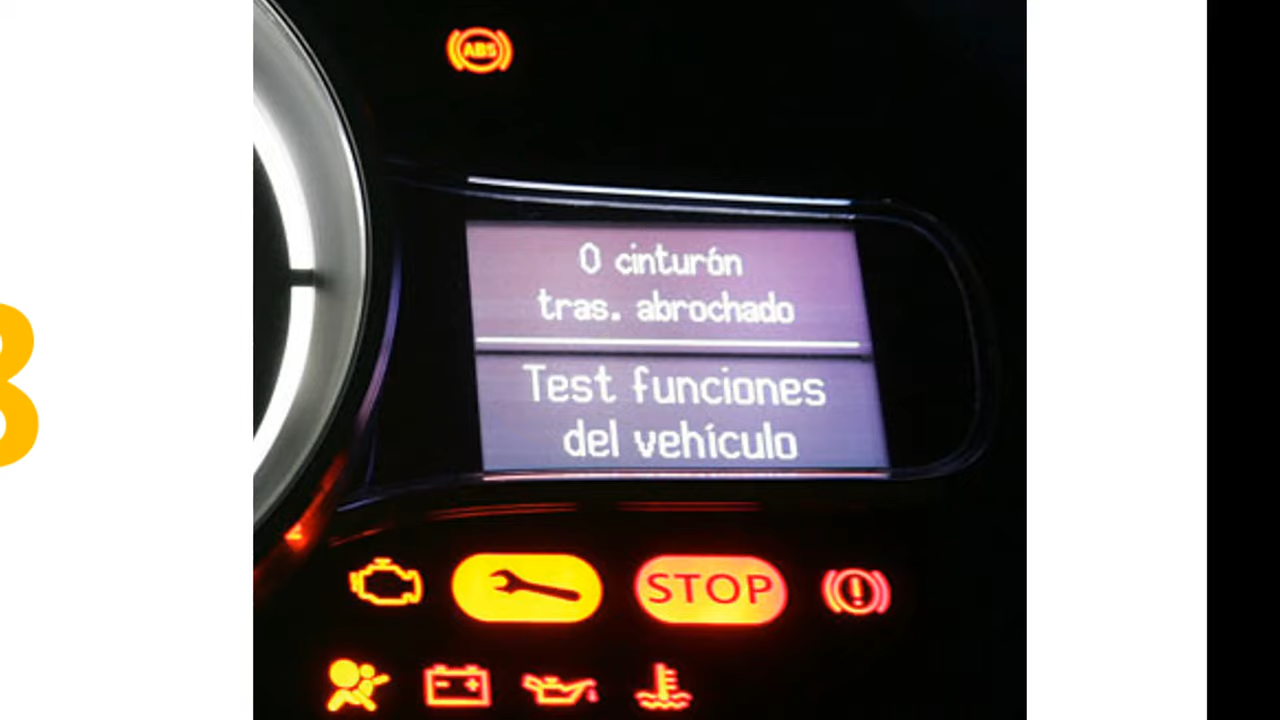 ABS
0 cinturón
tras. abrochado
Test funciones
del vehículo
STOP